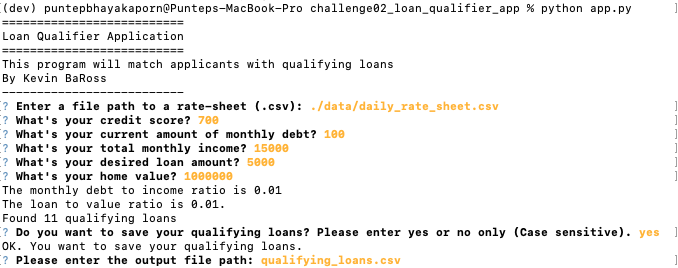 (dev) puntepbhayakaporn@Punteps-MacBook-Pro challenge02_loan_qualifier_app % python app.py
==========================
Loan Qualifier Application
==========================
This program will match applicants with qualifying loans
By Kevin BaRoss
--------------------------
? Enter a file path to a rate-sheet (.csv): ./data/daily_rate_sheet.csv
? What's your credit score? 700
? What's your current amount of monthly debt? 100
? What's your total monthly income? 15000
? What's your desired loan amount? 5000
? What's your home value? 1000000
The monthly debt to income ratio is 0.01
The loan to value ratio is 0.01.
Found 11 qualifying loans
? Do you want to save your qualifying loans? Please enter yes or no only (Case sensitive). yes
OK. You want to save your qualifying loans.
? Please enter the output file path: qualifying_loans.csv